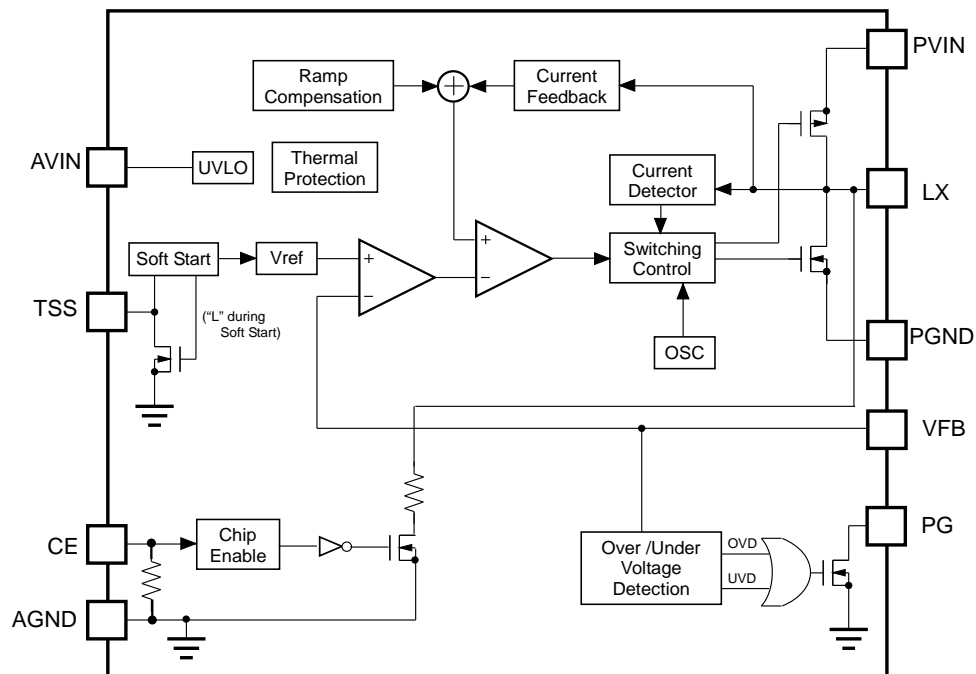 PVIN
Ramp
Compensation
Current
Feedback
AVIN
UVLO
Thermal
Protection
Current
Detector
LX
Soft Start
Vref
+
−
+
−
Switching
Control
TSS
("L" during
Soft Start)
OSC
PGND
VFB
CE
Chip
Enable
Over /Under
Voltage
Detection
OVD
UVD
PG
AGND